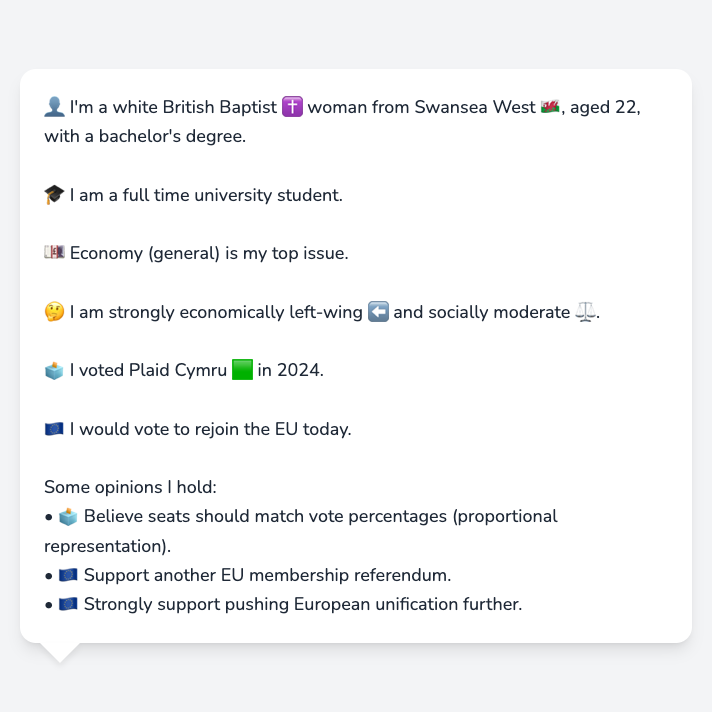 👤 I'm a white British Baptist ✝️ woman from Swansea West 🏴󠁧󠁢󠁷󠁬󠁳󠁿, aged 22,
with a bachelor's degree.
🎓 I am a full time university student.
💷 Economy (general) is my top issue.
🤔 I am strongly economically left-wing ⬅️ and socially moderate ⚖️.
🗳️ I voted Plaid Cymru 🟩 in 2024.
🇪🇺 I would vote to rejoin the EU today.
Some opinions I hold:
• 🗳️ Believe seats should match vote percentages (proportional
representation).
• 🇪🇺 Support another EU membership referendum.
• 🇪🇺 Strongly support pushing European unification further.